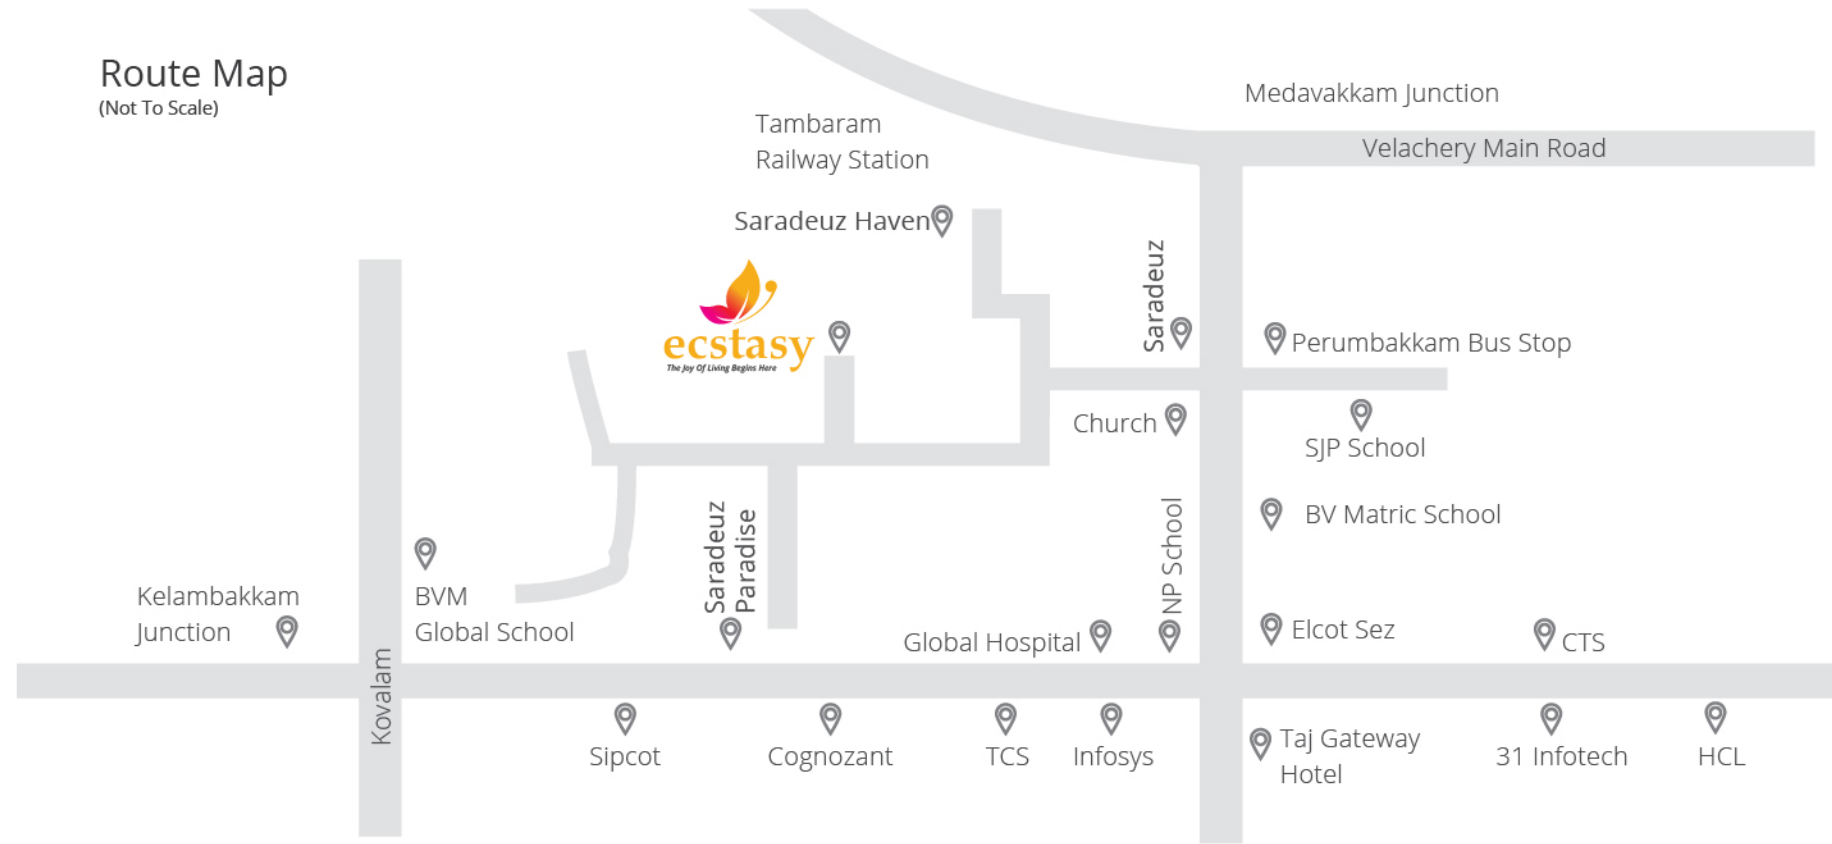 Route Map
(Not To Scale)
Medavakkam Junction
Velachery Main Road
Tambaram
Railway Station
Saradeuz Haven
ecstasy
The Joy Of Living Begins Here
Saradeuz
Perumbakkam Bus Stop
Church
SJP School
BV Matric School
NP School
Saradeuz
Paradise
Kelambakkam
Junction
BVM
Global School
Kovalam
Global Hospital
Elcot Sez
CTS
Sipcot
Cognozant
TCS
Infosys
Taj Gateway
Hotel
31 Infotech
HCL